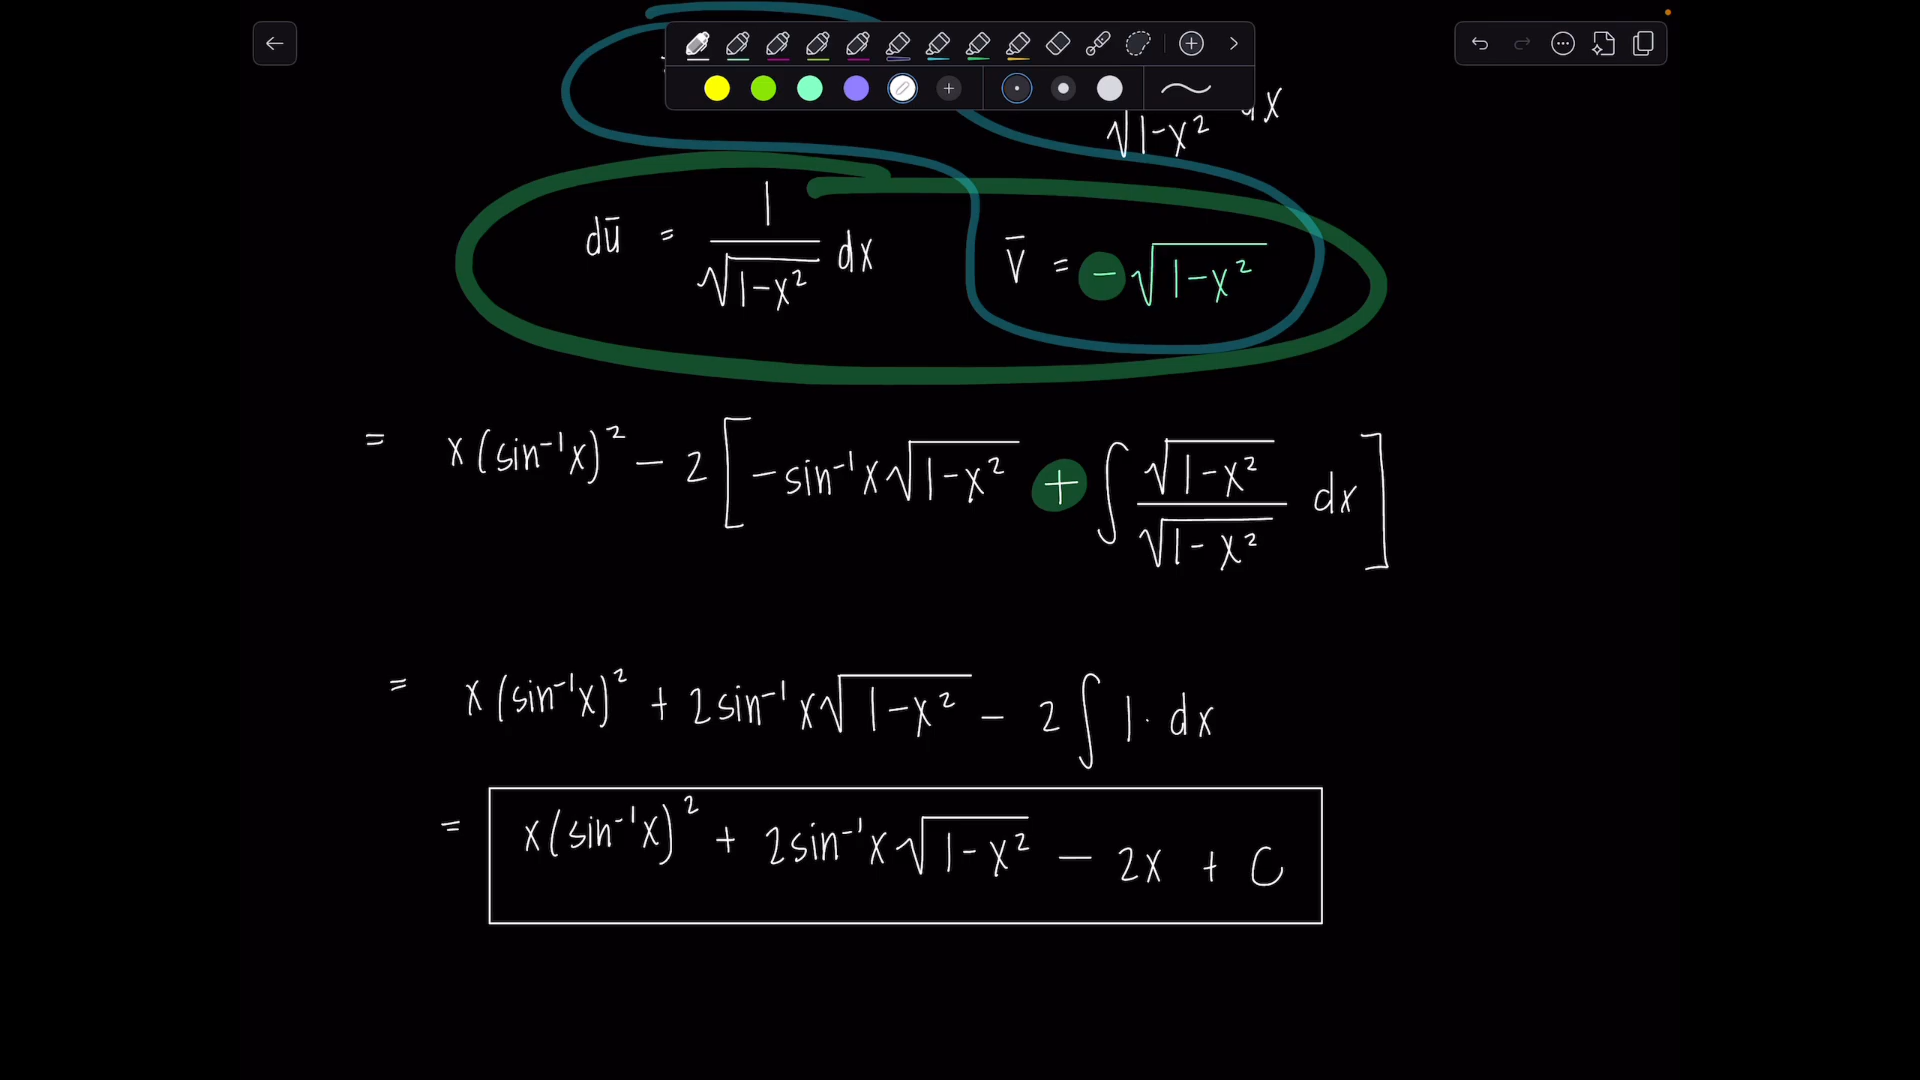 √(1-x²) dx
dū = 1/√(1-x²) dx   v̄ = -√(1-x²)
= x(sin⁻¹x)² - 2[-sin⁻¹x√(1-x²) + ∫ √(1-x²)/√(1-x²) dx]
= x(sin⁻¹x)² + 2sin⁻¹x√(1-x²) - 2∫ 1· dx
= x(sin⁻¹x)² + 2sin⁻¹x√(1-x²) - 2x + C